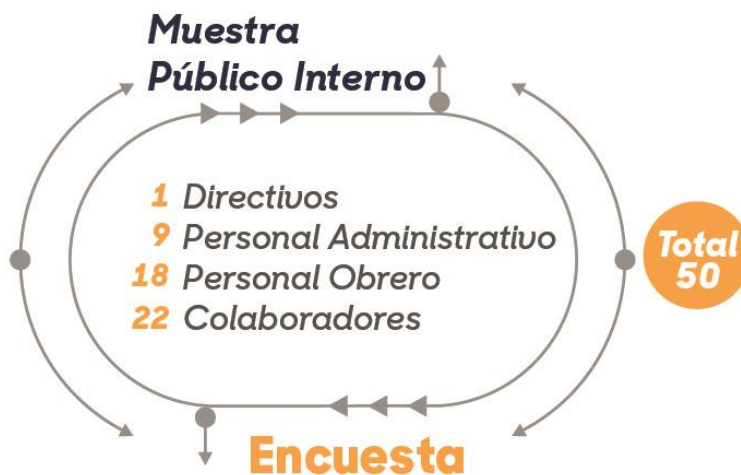 Muestra
Público Interno
1 Directivos
9 Personal Administrativo
18 Personal Obrero
22 Colaboradores
Total
50
Encuesta